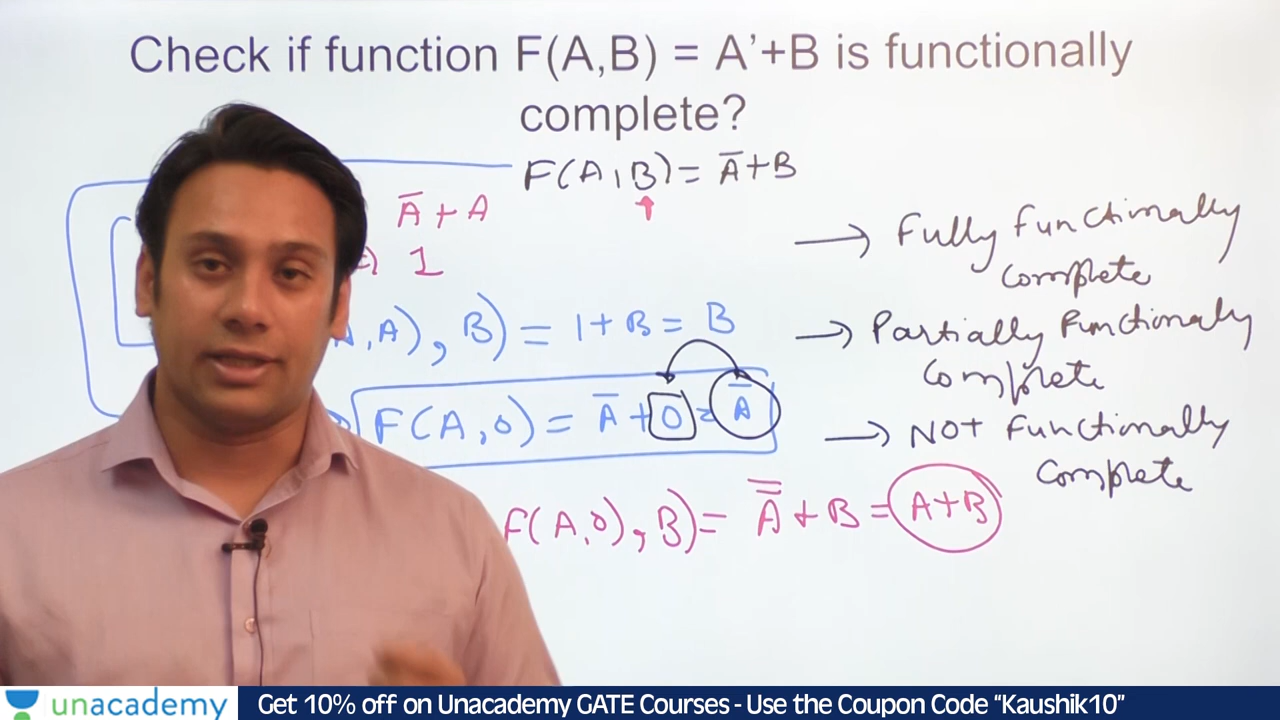 Check if function F(A,B) = A’+B is functionally
complete?
F(A,B) = A̅+B
A̅ + A
⇒ 1
,A), B) = 1+B = B
F(A,0) = A̅+0 = A̅
F(A,0), B) = A̿+B = A+B
→ Fully functionally
complete
→ Partially Functionally
Complete
→ NOT Functionally
Complete
unacademy
Get 10% off on Unacademy GATE Courses - Use the Coupon Code “Kaushik10”